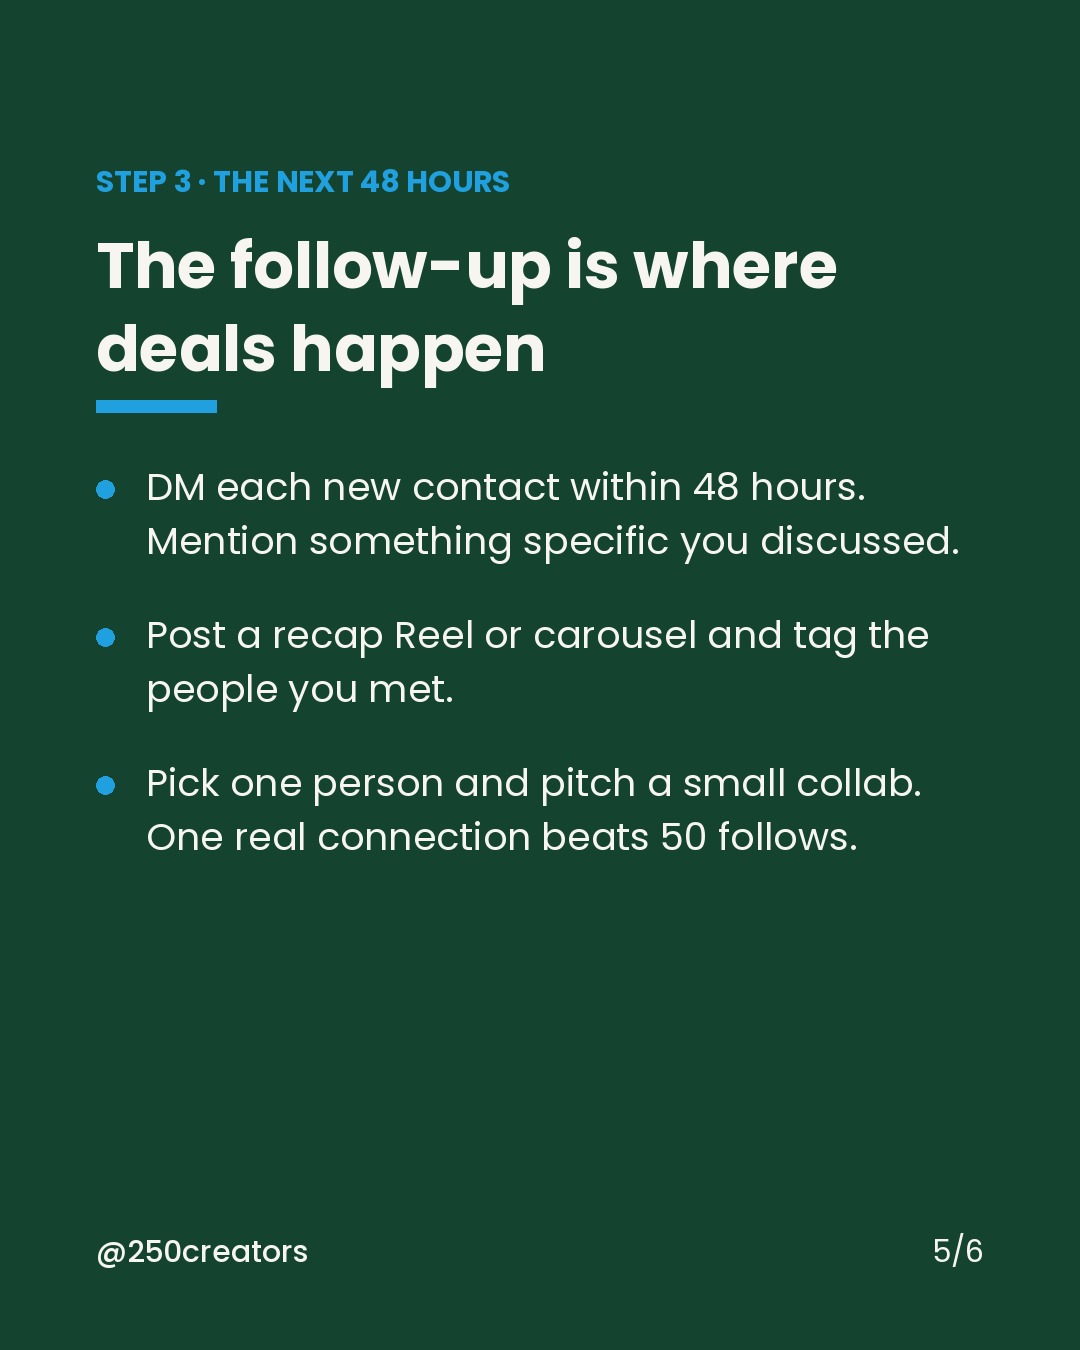 STEP 3 · THE NEXT 48 HOURS
The follow-up is where
deals happen
DM each new contact within 48 hours.
Mention something specific you discussed.
Post a recap Reel or carousel and tag the
people you met.
Pick one person and pitch a small collab.
One real connection beats 50 follows.
@250creators
5/6